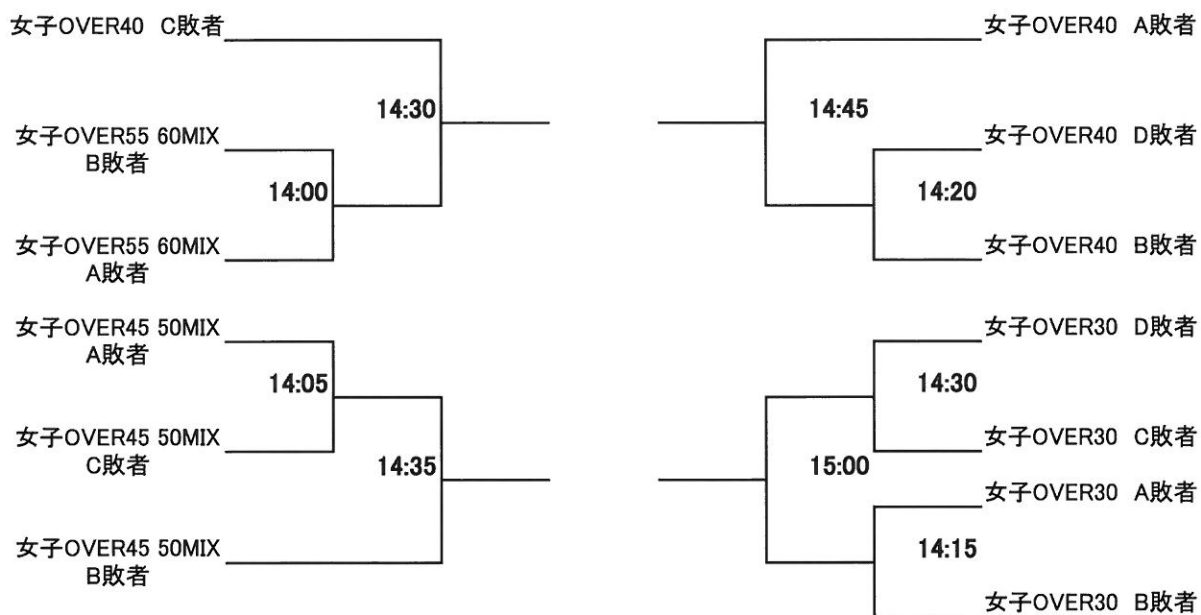 女子OVER40 C敗者
14:30
女子OVER55 60MIX
B敗者
14:00
女子OVER55 60MIX
A敗者
女子OVER45 50MIX
A敗者
14:05
女子OVER45 50MIX
C敗者
14:35
女子OVER45 50MIX
B敗者
女子OVER40 A敗者
14:45
女子OVER40 D敗者
14:20
女子OVER40 B敗者
女子OVER30 D敗者
14:30
女子OVER30 C敗者
15:00
女子OVER30 A敗者
14:15
女子OVER30 B敗者